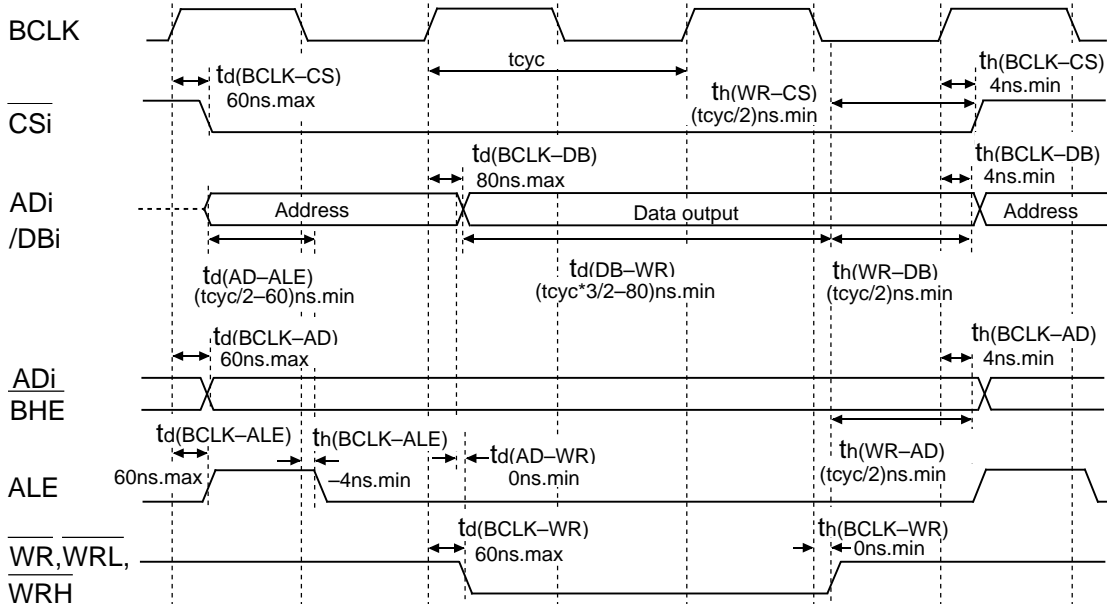 BCLK
tcyc
td(BCLK–CS)
60ns.max
th(WR–CS)
(tcyc/2)ns.min
th(BCLK–CS)
4ns.min
CSi
td(BCLK–DB)
80ns.max
th(BCLK–DB)
4ns.min
ADi
/DBi
Address
Data output
Address
td(AD–ALE)
(tcyc/2–60)ns.min
td(DB–WR)
(tcyc*3/2–80)ns.min
th(WR–DB)
(tcyc/2)ns.min
td(BCLK–AD)
60ns.max
th(BCLK–AD)
4ns.min
ADi
BHE
td(BCLK–ALE)
60ns.max
th(BCLK–ALE)
–4ns.min
td(AD–WR)
0ns.min
th(WR–AD)
(tcyc/2)ns.min
ALE
td(BCLK–WR)
60ns.max
th(BCLK–WR)
0ns.min
WR,WRL,
WRH